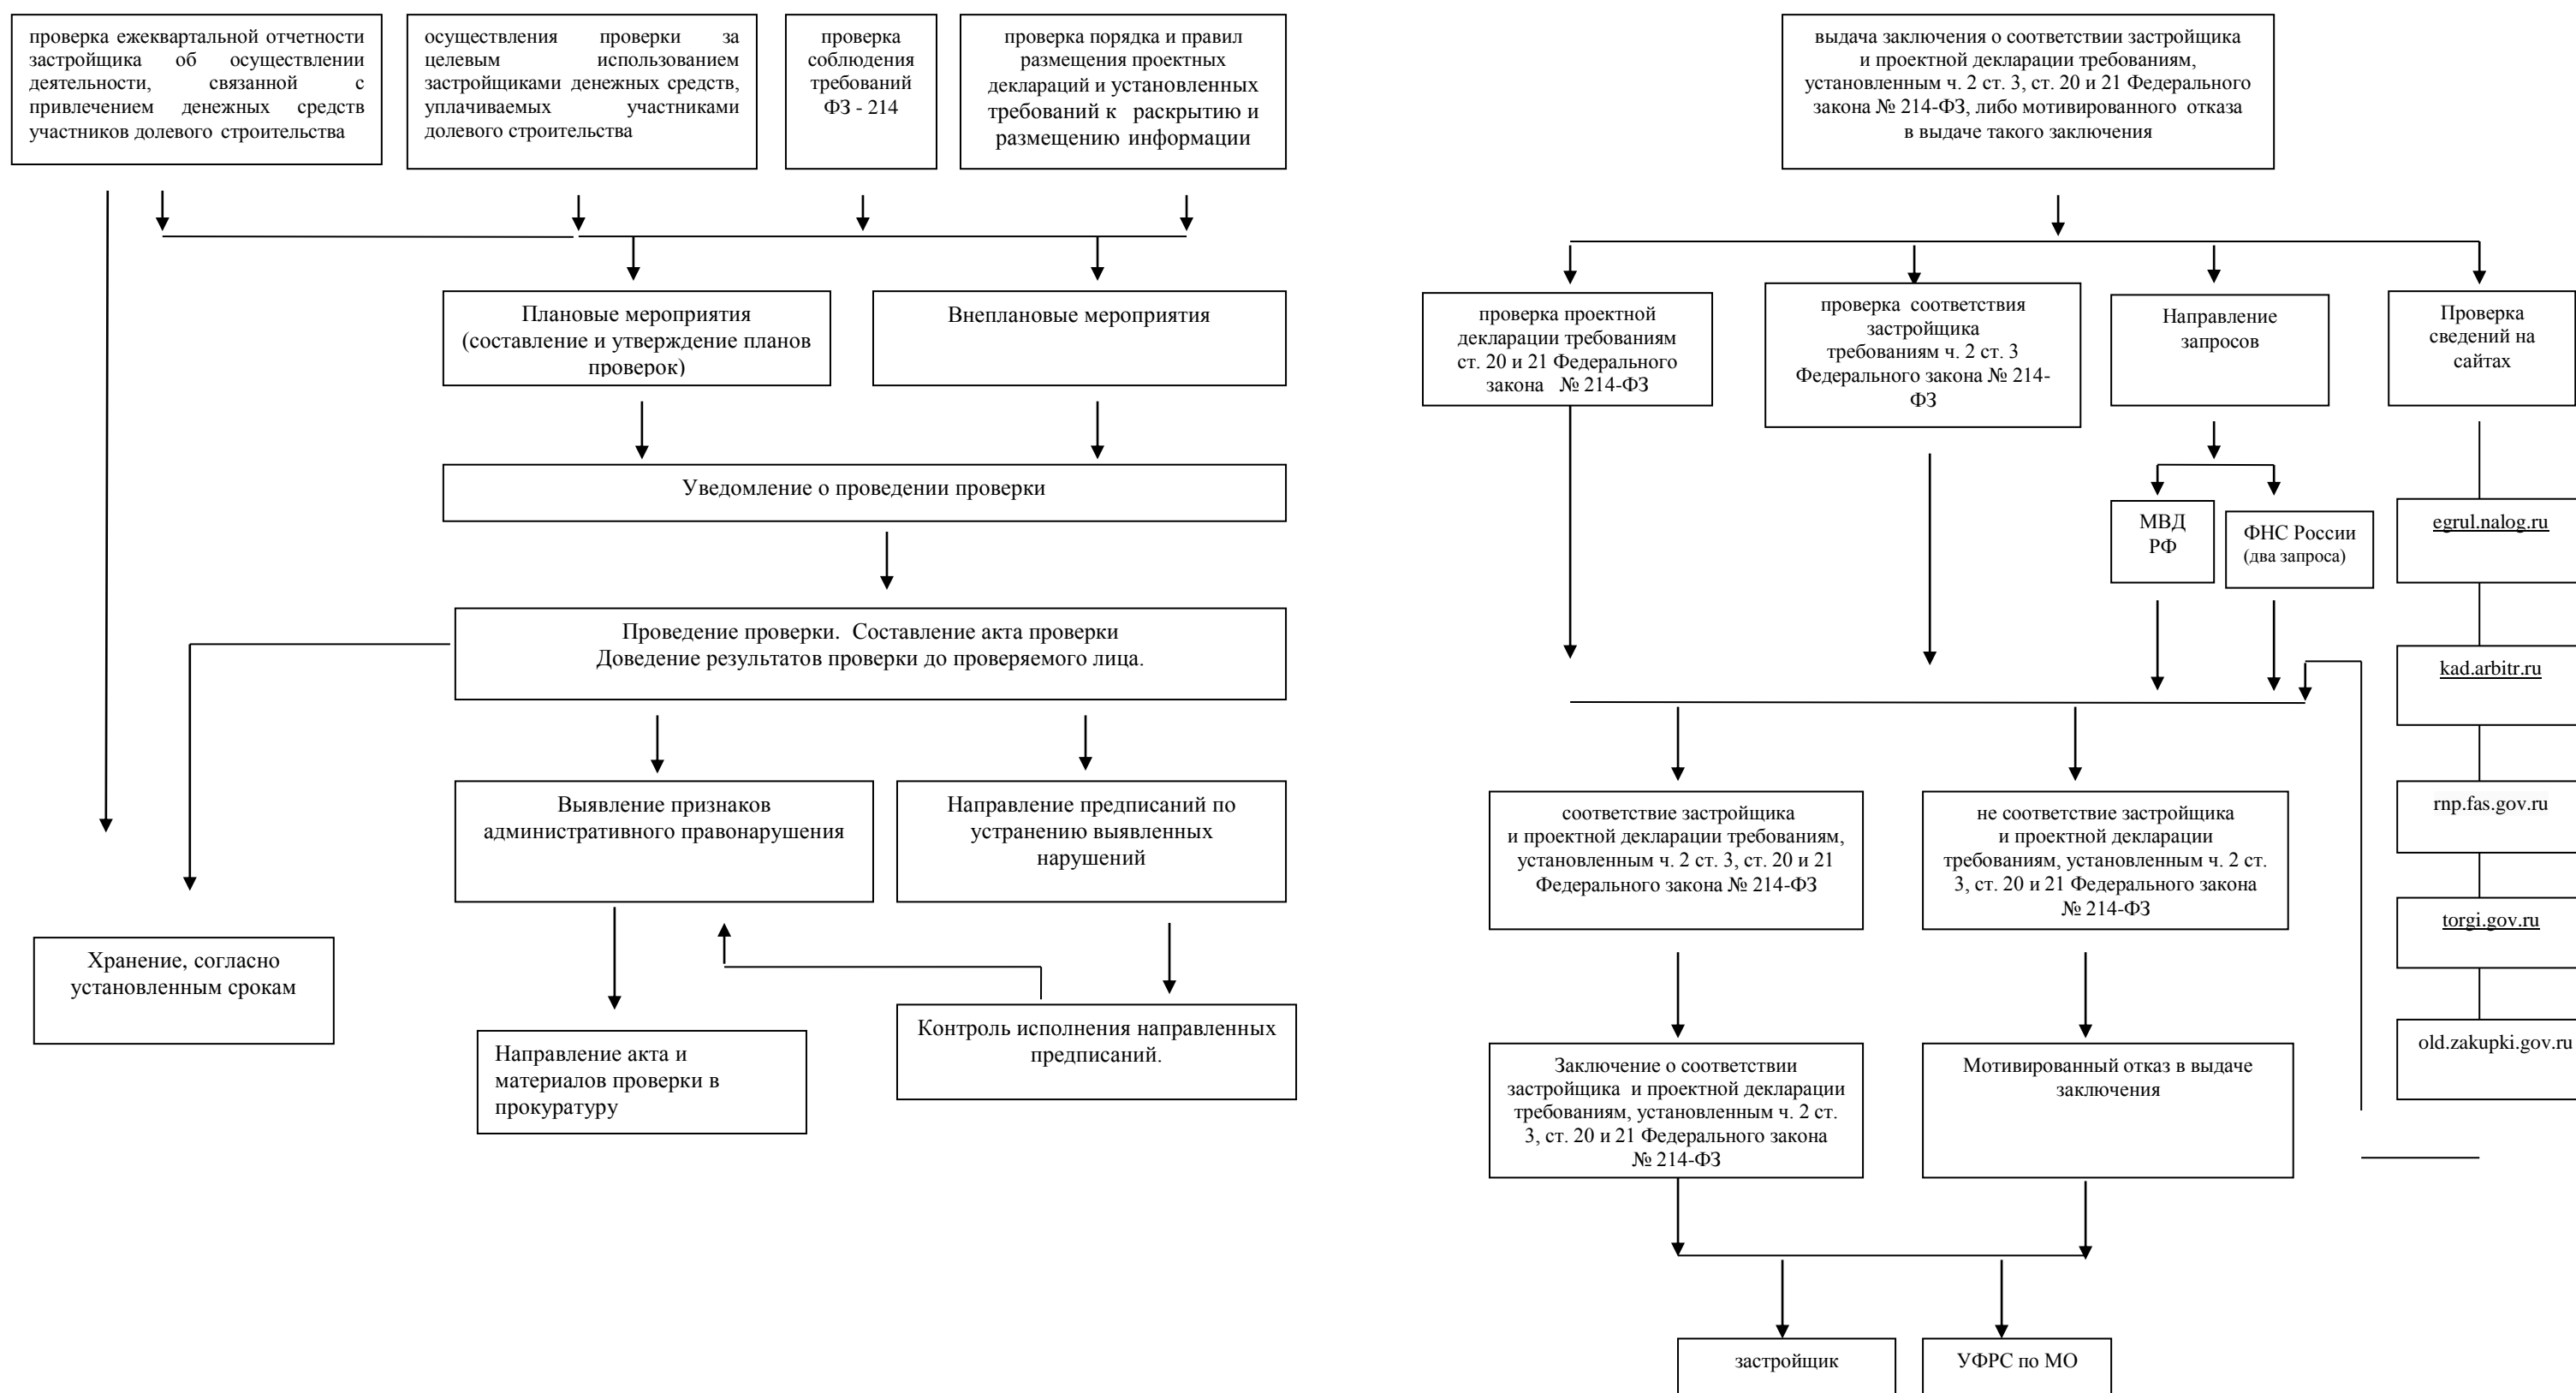 проверка ежеквартальной отчетности
застройщика об осуществлении
деятельности, связанной с
привлечением денежных средств
участников долевого строительства
осуществления проверки за
целевым использованием
застройщиками денежных средств,
уплачиваемых участниками
долевого строительства
проверка
соблюдения
требований
ФЗ - 214
проверка порядка и правил
размещения проектных
деклараций и установленных
требований к раскрытию и
размещению информации
Плановые мероприятия
(составление и утверждение планов
проверок)
Внеплановые мероприятия
Уведомление о проведении проверки
Проведение проверки. Составление акта проверки
Доведение результатов проверки до проверяемого лица.
Выявление признаков
административного правонарушения
Направление предписаний по
устранению выявленных
нарушений
Хранение, согласно
установленным срокам
Направление акта и
материалов проверки в
прокуратуру
Контроль исполнения направленных
предписаний.
выдача заключения о соответствии застройщика
и проектной декларации требованиям,
установленным ч. 2 ст. 3, ст. 20 и 21 Федерального
закона № 214-ФЗ, либо мотивированного отказа
в выдаче такого заключения
проверка проектной
декларации требованиям
ст. 20 и 21 Федерального
закона № 214-ФЗ
проверка соответствия
застройщика
требованиям ч. 2 ст. 3
Федерального закона № 214-
ФЗ
Направление
запросов
Проверка
сведений на
сайтах
МВД
РФ
ФНС России
(два запроса)
egrul.nalog.ru
kad.arbitr.ru
rnp.fas.gov.ru
torgi.gov.ru
old.zakupki.gov.ru
соответствие застройщика
и проектной декларации требованиям,
установленным ч. 2 ст. 3, ст. 20 и 21
Федерального закона № 214-ФЗ
не соответствие застройщика
и проектной декларации
требованиям, установленным ч. 2 ст.
3, ст. 20 и 21 Федерального закона
№ 214-ФЗ
Заключение о соответствии
застройщика и проектной декларации
требованиям, установленным ч. 2 ст.
3, ст. 20 и 21 Федерального закона
№ 214-ФЗ
Мотивированный отказ в выдаче
заключения
застройщик
УФРС по МО